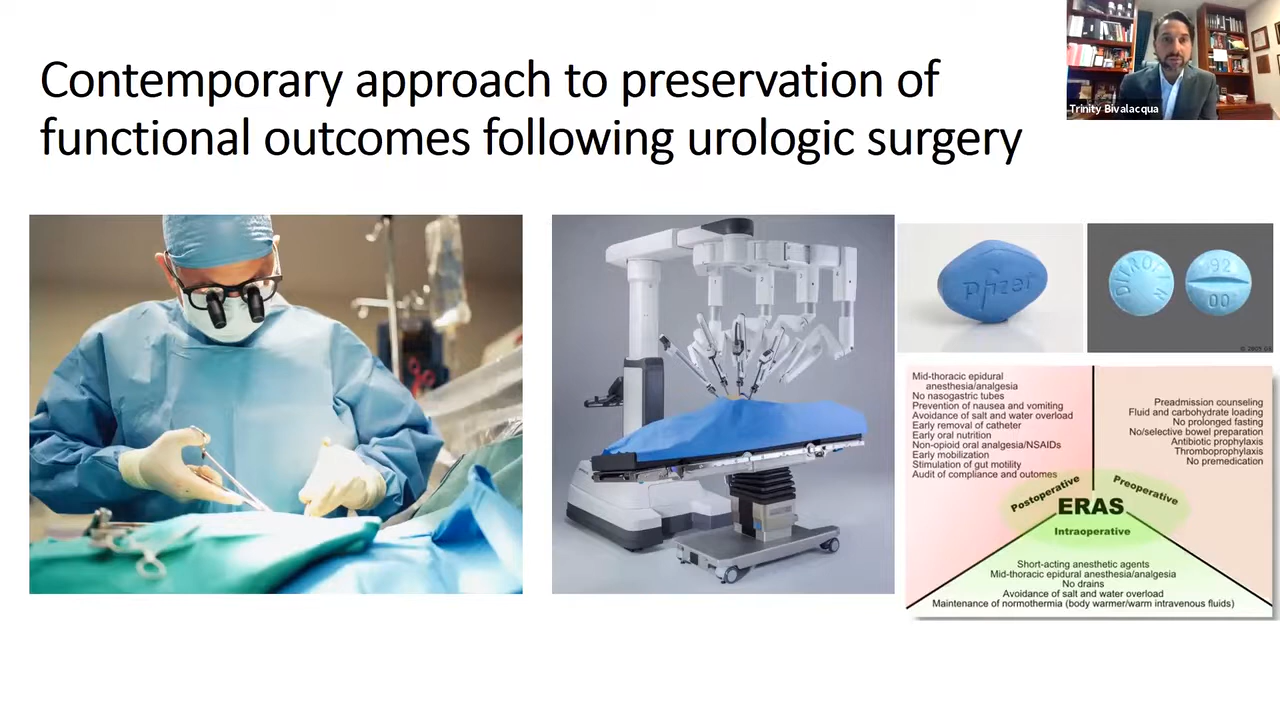 Contemporary approach to preservation of
functional outcomes following urologic surgery
Trinity Bivalacqua
Pfizer
DITROPAN
92
00
© 2005 DX
Mid-thoracic epidural
anesthesia/analgesia
No nasogastric tubes
Prevention of nausea and vomiting
Avoidance of salt and water overload
Early removal of catheter
Early oral nutrition
Non-opioid oral analgesia/NSAIDs
Early mobilization
Stimulation of gut motility
Audit of compliance and outcomes
Preadmission counseling
Fluid and carbohydrate loading
No prolonged fasting
No/selective bowel preparation
Antibiotic prophylaxis
Thromboprophylaxis
No premedication
Postoperative
Preoperative
ERAS
Intraoperative
Short-acting anesthetic agents
Mid-thoracic epidural anesthesia/analgesia
No drains
Avoidance of salt and water overload
Maintenance of normothermia (body warmer/warm intravenous fluids)